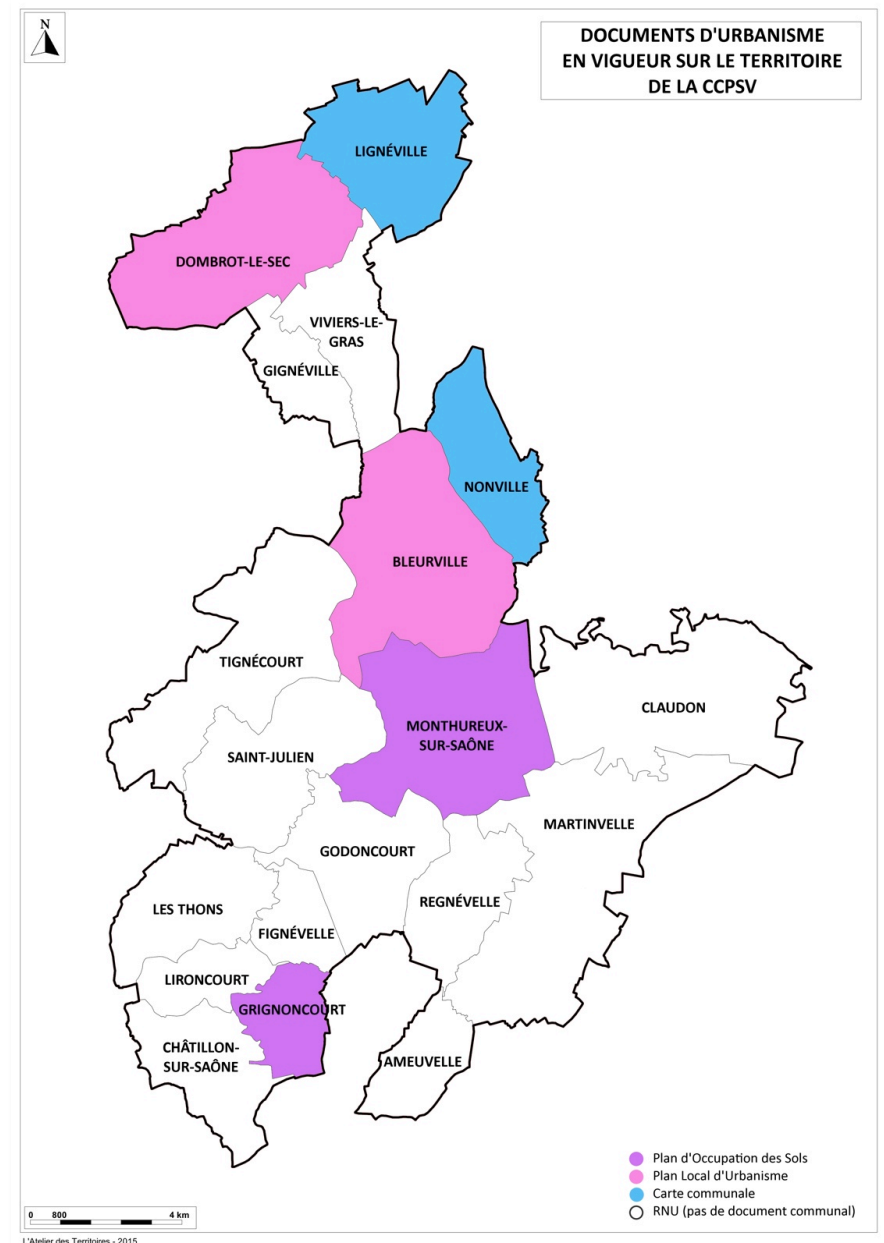 N
DOCUMENTS D'URBANISME
EN VIGUEUR SUR LE TERRITOIRE
DE LA CCPSV
LIGNÉVILLE
DOMBROT-LE-SEC
VIVIERS-LE-
GRAS
GIGNÉVILLE
NONVILLE
BLEURVILLE
TIGNÉCOURT
CLAUDON
MONTHUREUX-
SUR-SAÔNE
SAINT-JULIEN
MARTINVELLE
GODONCOURT
REGNÉVELLE
LES THONS
FIGNÉVELLE
LIRONCOURT
GRIGNONCOURT
CHÂTILLON-
SUR-SAÔNE
AMEUVELLE
Plan d'Occupation des Sols
Plan Local d'Urbanisme
Carte communale
RNU (pas de document communal)
0 800 4 km
L'Atelier des Territoires - 2015